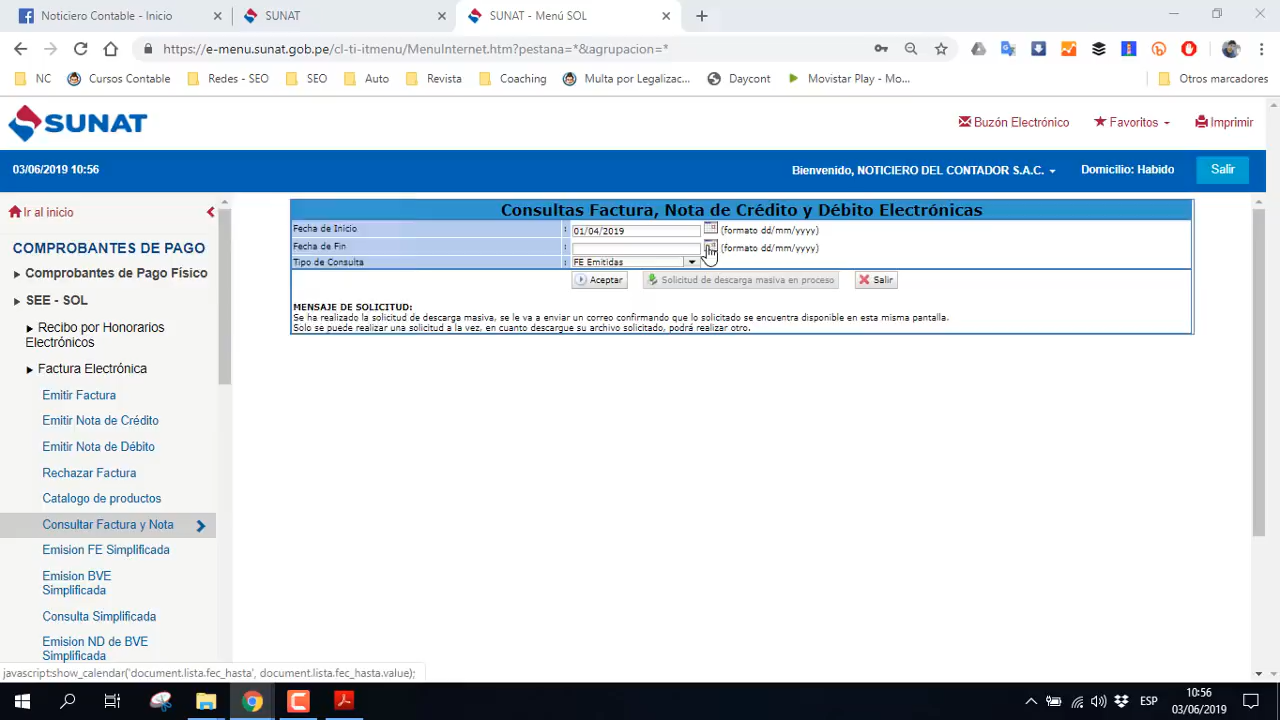 Noticiero Contable - Inicio
SUNAT
SUNAT - Menú SOL
https://e-menu.sunat.gob.pe/cl-ti-itmenu/MenuInternet.htm?pestana=*&agrupacion=*
NC
Cursos Contable
Redes - SEO
SEO
Auto
Revista
Coaching
Multa por Legalizac...
Daycont
Movistar Play - Mo...
Otros marcadores
SUNAT
Buzón Electrónico
Favoritos
Imprimir
03/06/2019 10:56
Bienvenido, NOTICIERO DEL CONTADOR S.A.C.
Domicilio: Habido
Salir
Ir al inicio
COMPROBANTES DE PAGO
Comprobantes de Pago Físico
SEE - SOL
Recibo por Honorarios
Electrónicos
Factura Electrónica
Emitir Factura
Emitir Nota de Crédito
Emitir Nota de Débito
Rechazar Factura
Catalogo de productos
Consultar Factura y Nota
Emision FE Simplificada
Emision BVE
Simplificada
Consulta Simplificada
Emision ND de BVE
Simplificada
Consultas Factura, Nota de Crédito y Débito Electrónicas
Fecha de Inicio : 01/04/2019 (formato dd/mm/yyyy)
Fecha de Fin : (formato dd/mm/yyyy)
Tipo de Consulta : FE Emitidas
Aceptar
Solicitud de descarga masiva en proceso
Salir
MENSAJE DE SOLICITUD:
Se ha realizado la solicitud de descarga masiva, se le va a enviar un correo confirmando que lo solicitado se encuentra disponible en esta misma pantalla.
Solo se puede realizar una solicitud a la vez, en cuanto descargue su archivo solicitado, podrá realizar otro.
javascript:show_calendar('document.lista.fec_hasta', document.lista.fec_hasta.value);
ESP
10:56
03/06/2019